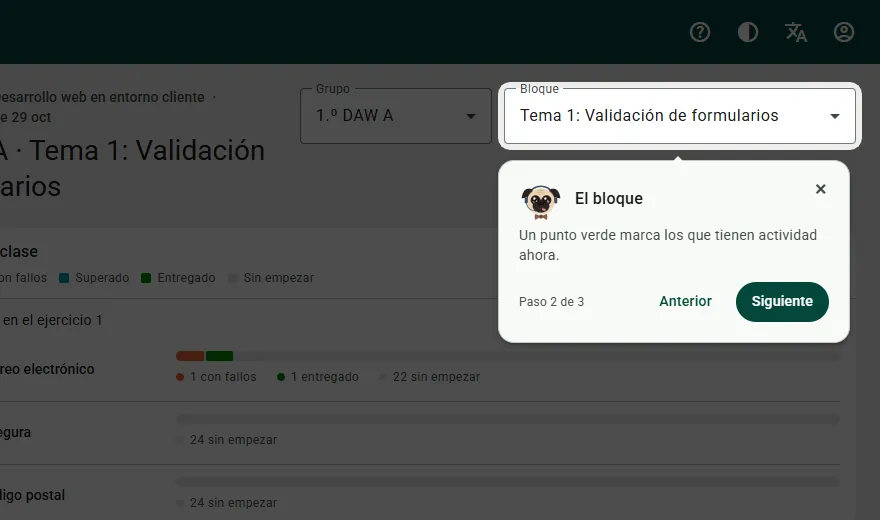 esarrollo web en entorno cliente ·
e 29 oct
A · Tema 1: Validación
arios
Grupo
1.º DAW A
Bloque
Tema 1: Validación de formularios
El bloque
Un punto verde marca los que tienen actividad
ahora.
Paso 2 de 3
Anterior
Siguiente
clase
on fallos
Superado
Entregado
Sin empezar
en el ejercicio 1
reo electrónico
1 con fallos
1 entregado
22 sin empezar
egura
24 sin empezar
digo postal
24 sin empezar